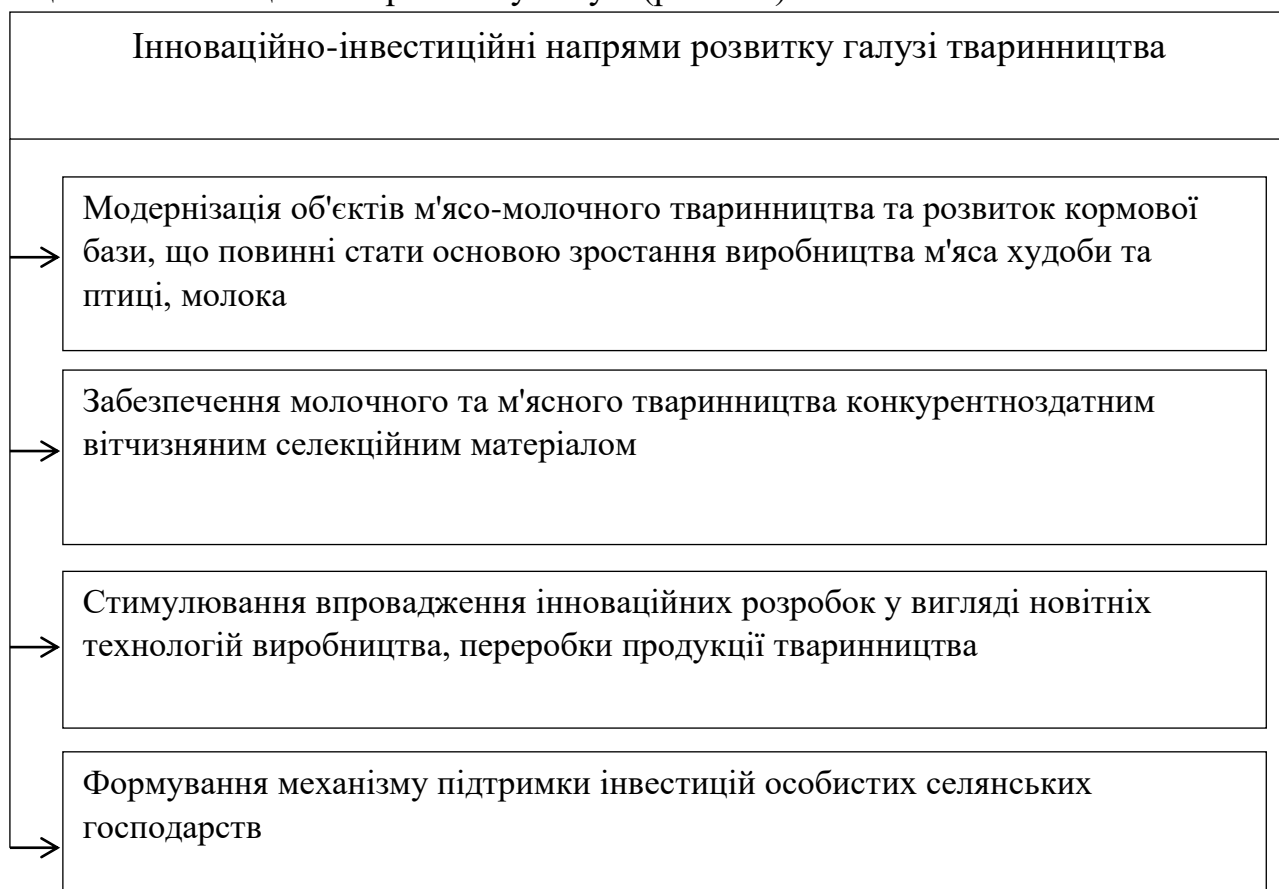 Інноваційно-інвестиційні напрями розвитку галузі тваринництва
Модернізація об'єктів м'ясо-молочного тваринництва та розвиток кормової
бази, що повинні стати основою зростання виробництва м'яса худоби та
птиці, молока
Забезпечення молочного та м'ясного тваринництва конкурентноздатним
вітчизняним селекційним матеріалом
Стимулювання впровадження інноваційних розробок у вигляді новітніх
технологій виробництва, переробки продукції тваринництва
Формування механізму підтримки інвестицій особистих селянських
господарств